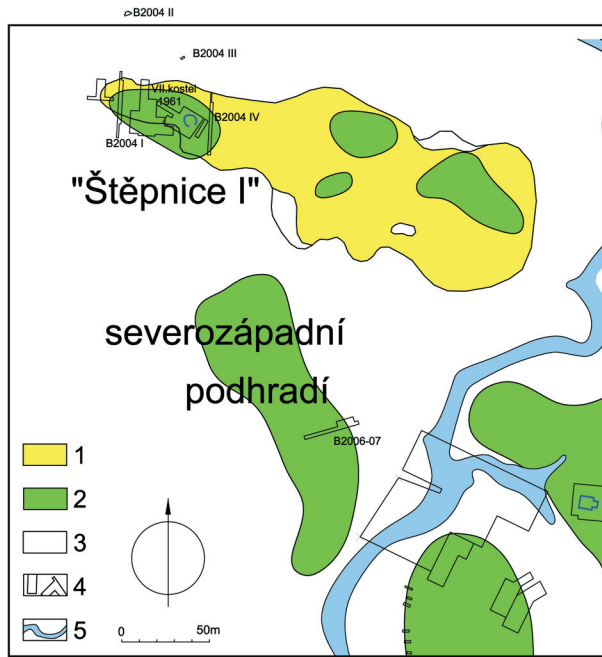 B2004 II
B2004 III
VII.kostel
1961
B2004 IV
B2004 I
"Štěpnice I"
severozápadní
podhradí
B2006-07
1
2
3
4
5
0 50m